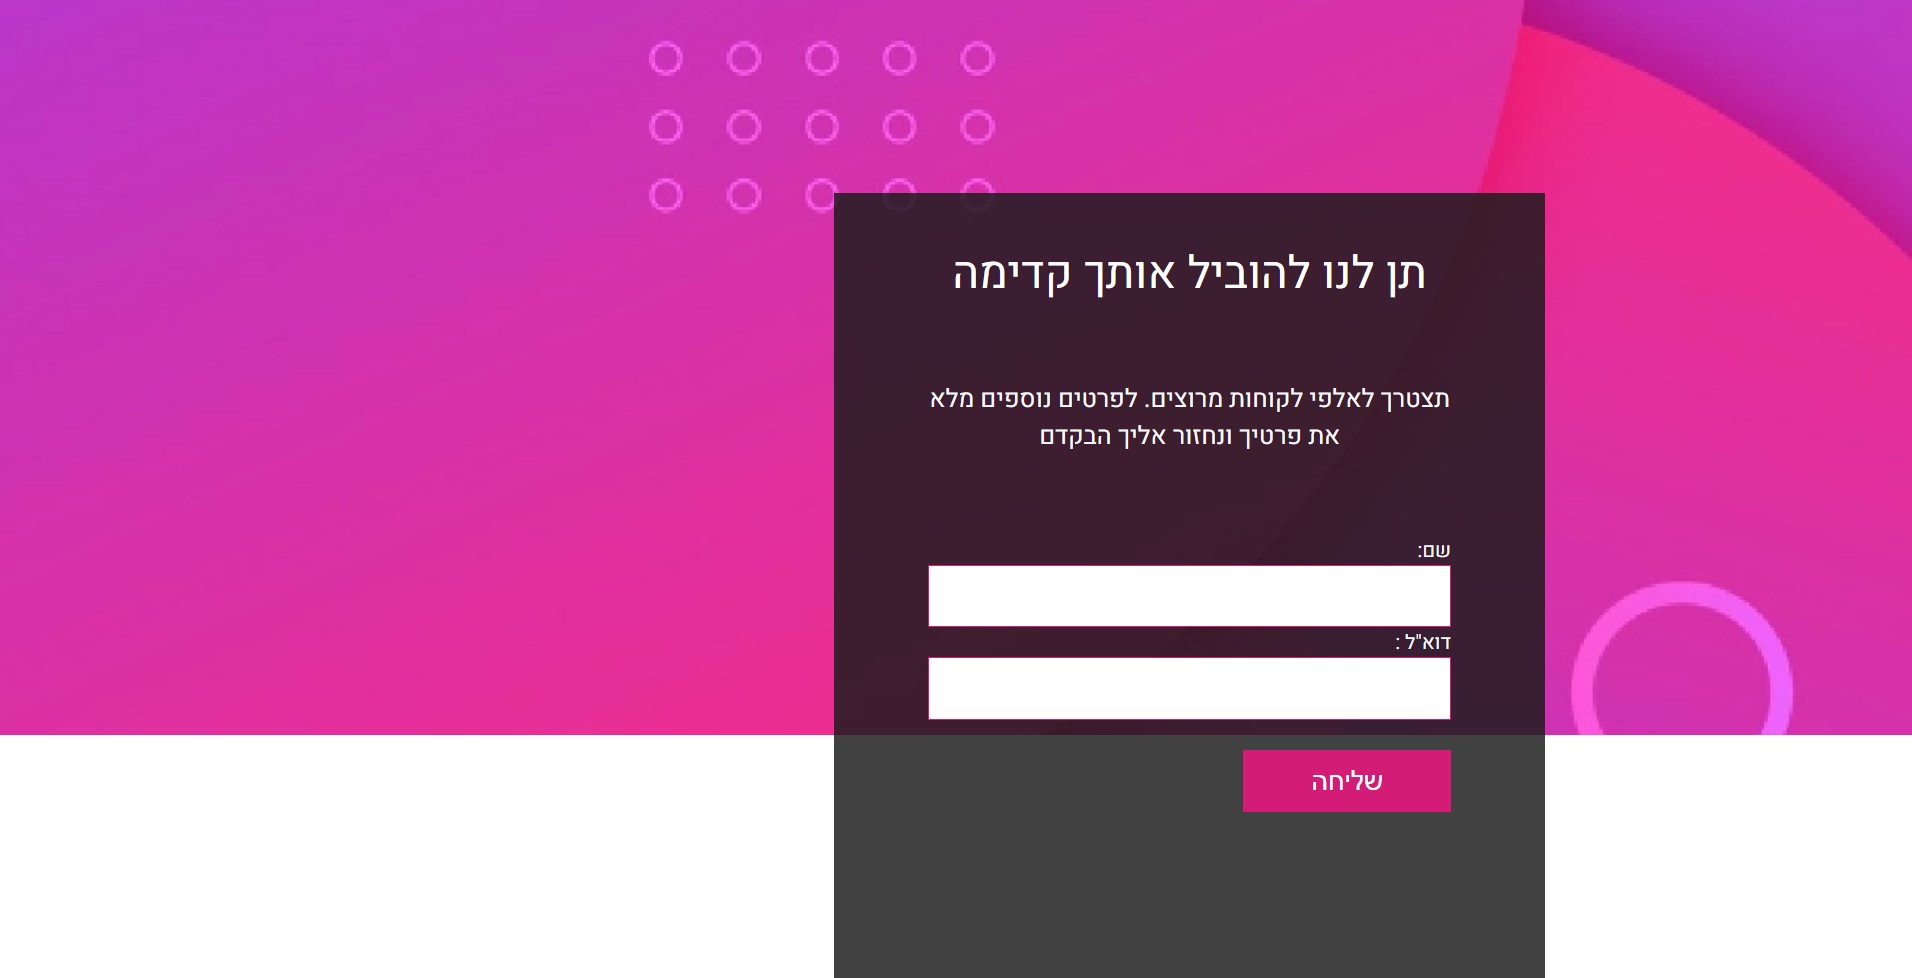 תן לנו להוביל אותך קדימה
תצטרך לאלפי לקוחות מרוצים. לפרטים נוספים מלא
את פרטיך ונחזור אליך הבקדם
שם:
דוא"ל :
שליחה